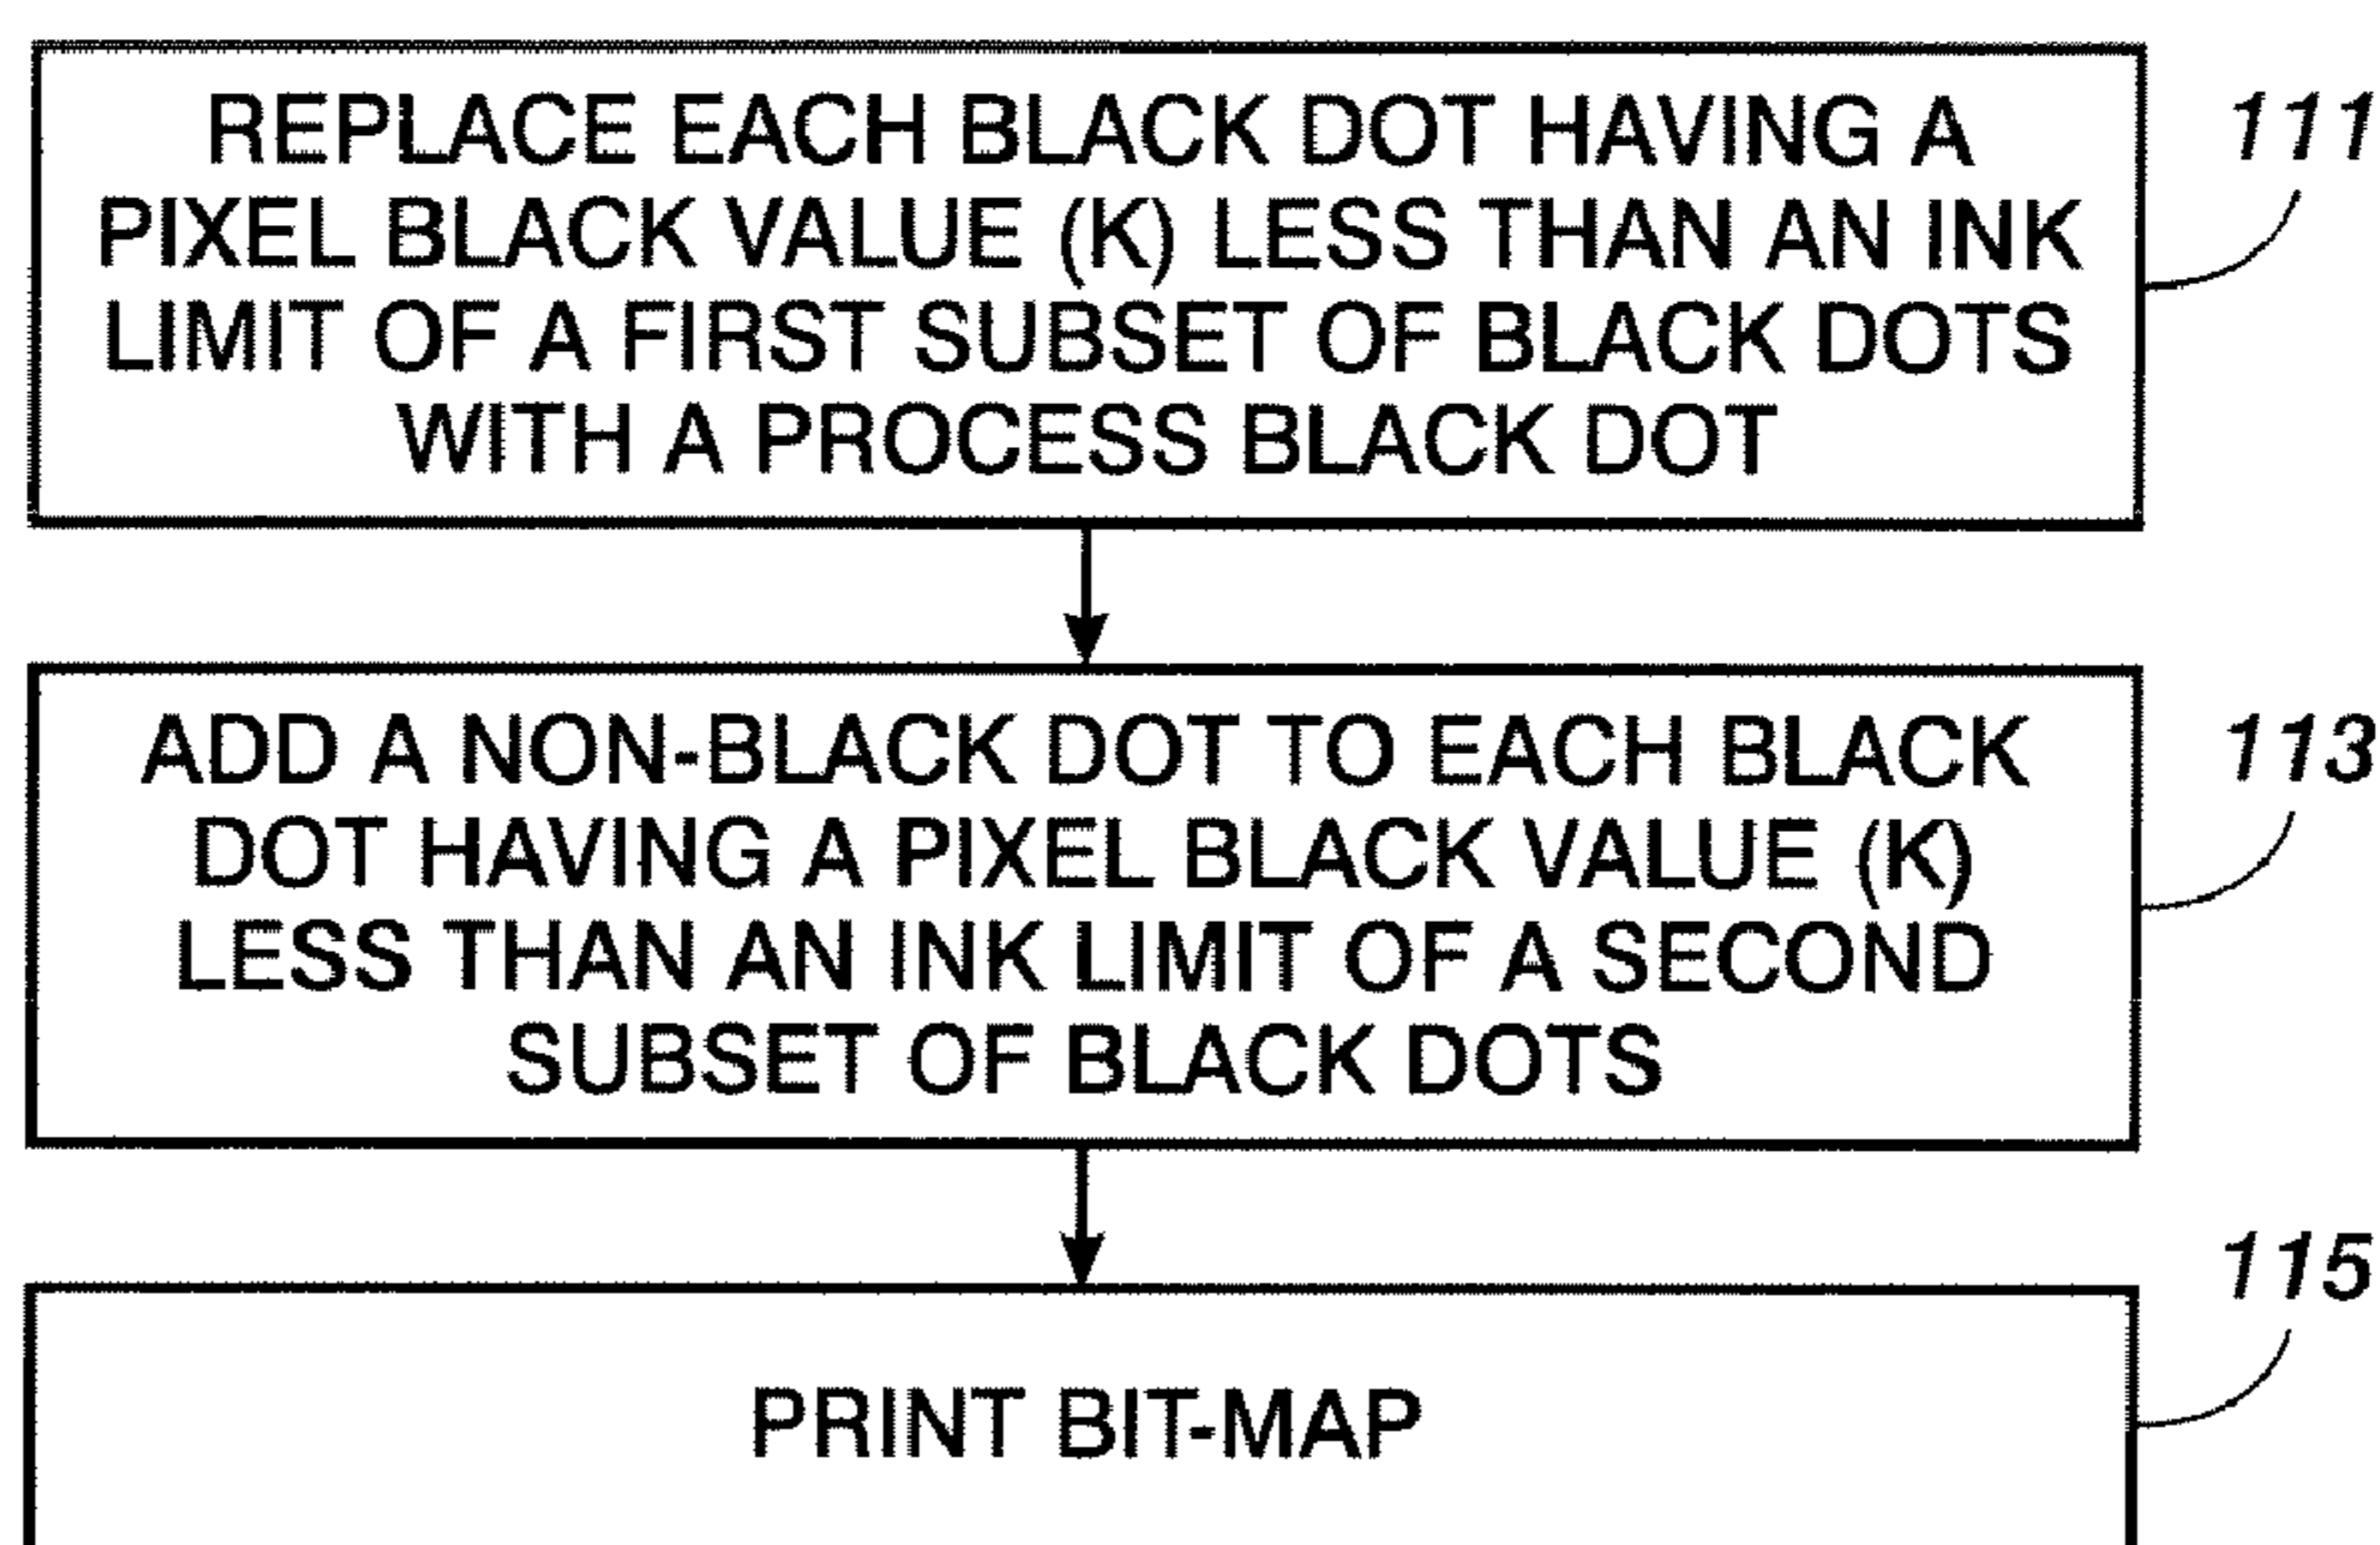 REPLACE EACH BLACK DOT HAVING A
PIXEL BLACK VALUE (K) LESS THAN AN INK
LIMIT OF A FIRST SUBSET OF BLACK DOTS
WITH A PROCESS BLACK DOT
111
ADD A NON-BLACK DOT TO EACH BLACK
DOT HAVING A PIXEL BLACK VALUE (K)
LESS THAN AN INK LIMIT OF A SECOND
SUBSET OF BLACK DOTS
113
PRINT BIT-MAP
115